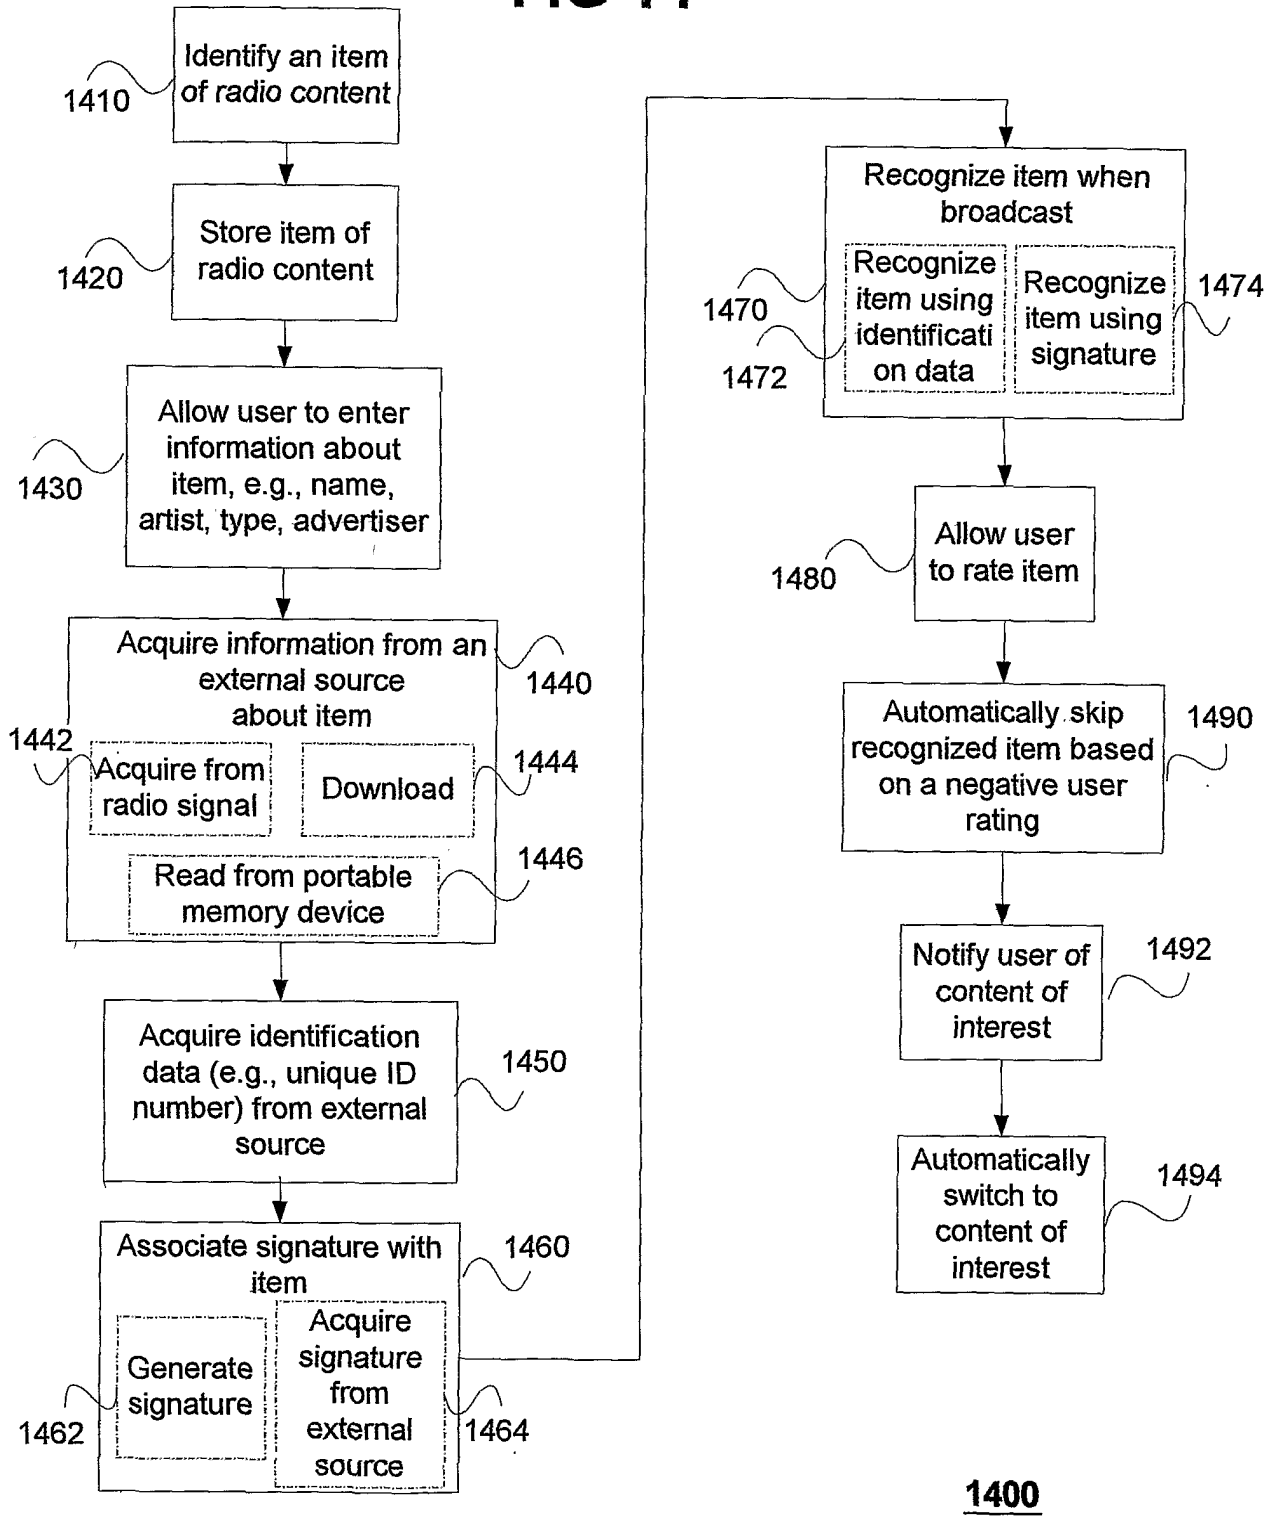 Identify an item
of radio content
1410
Store item of
radio content
1420
Allow user to enter
information about
item, e.g., name,
artist, type, advertiser
1430
Acquire information from an
external source
about item
1440
1442
Acquire from
radio signal
Download
1444
Read from portable
memory device
1446
Acquire identification
data (e.g., unique ID
number) from external
source
1450
Associate signature with
item
1460
Generate
signature
1462
Acquire
signature
from
external
source
1464
Recognize item when
broadcast
1470
Recognize
item using
identificati
on data
1472
Recognize
item using
signature
1474
Allow user
to rate item
1480
Automatically skip
recognized item based
on a negative user
rating
1490
Notify user of
content of
interest
1492
Automatically
switch to
content of
interest
1494
1400